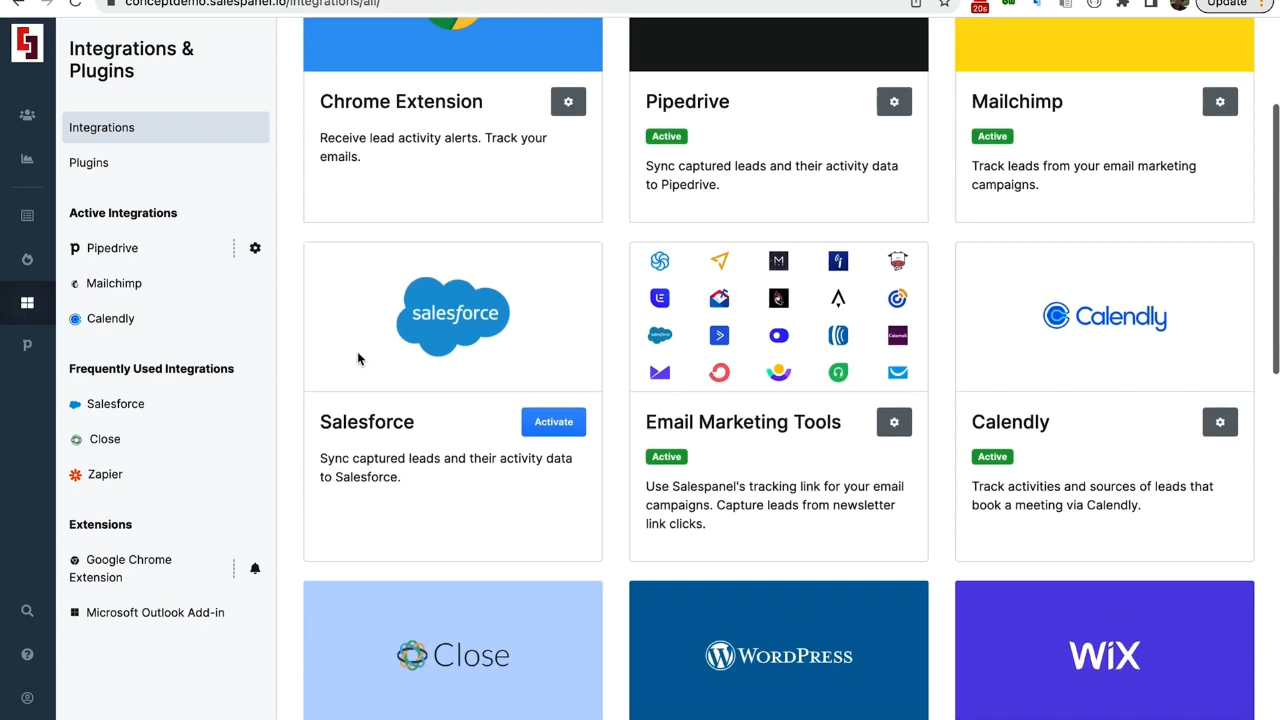 conceptdemo.salespanel.io/integrations/all/
20s
Update
Integrations &
Plugins
Integrations
Plugins
Active Integrations
Pipedrive
Mailchimp
Calendly
Frequently Used Integrations
Salesforce
Close
Zapier
Extensions
Google Chrome
Extension
Microsoft Outlook Add-in
Chrome Extension
Receive lead activity alerts. Track your
emails.
Pipedrive
Active
Sync captured leads and their activity data
to Pipedrive.
Mailchimp
Active
Track leads from your email marketing
campaigns.
salesforce
Salesforce
Activate
Sync captured leads and their activity data
to Salesforce.
Email Marketing Tools
Active
Use Salespanel's tracking link for your email
campaigns. Capture leads from newsletter
link clicks.
Calendly
Calendly
Active
Track activities and sources of leads that
book a meeting via Calendly.
Close
WORDPRESS
WIX